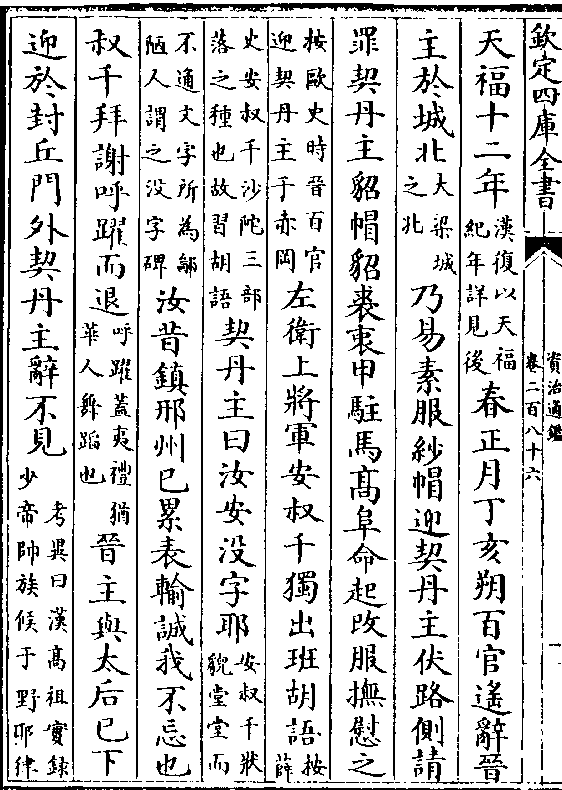 欽定四庫全書
資治通鑑
卷二百八十六
一
天福十二年漢復以天福紀年詳見後春正月丁亥朔百官遙辭晉
主於城北大梁城之北乃易素服紗帽迎契丹主伏路側請
罪契丹主貂帽貂裘衷甲駐馬髙阜命起改服撫慰之
按歐史時晉百官迎契丹主于赤岡左衛上將軍安叔千獨出班胡語按薛
史安叔千沙陀三部落之種也故習胡語契丹主曰汝安没字耶安叔千狀貌堂堂而
不通文字所為鄙陋人謂之没字碑汝昔鎮邢州已累表輸誠我不忘也
叔千拜謝呼躍而退呼躍蓋夷禮猶華人舞蹈也晉主與太后已下
迎於封丘門外契丹主辭不見考異曰漢髙祖實錄少帝帥族候于野耶律